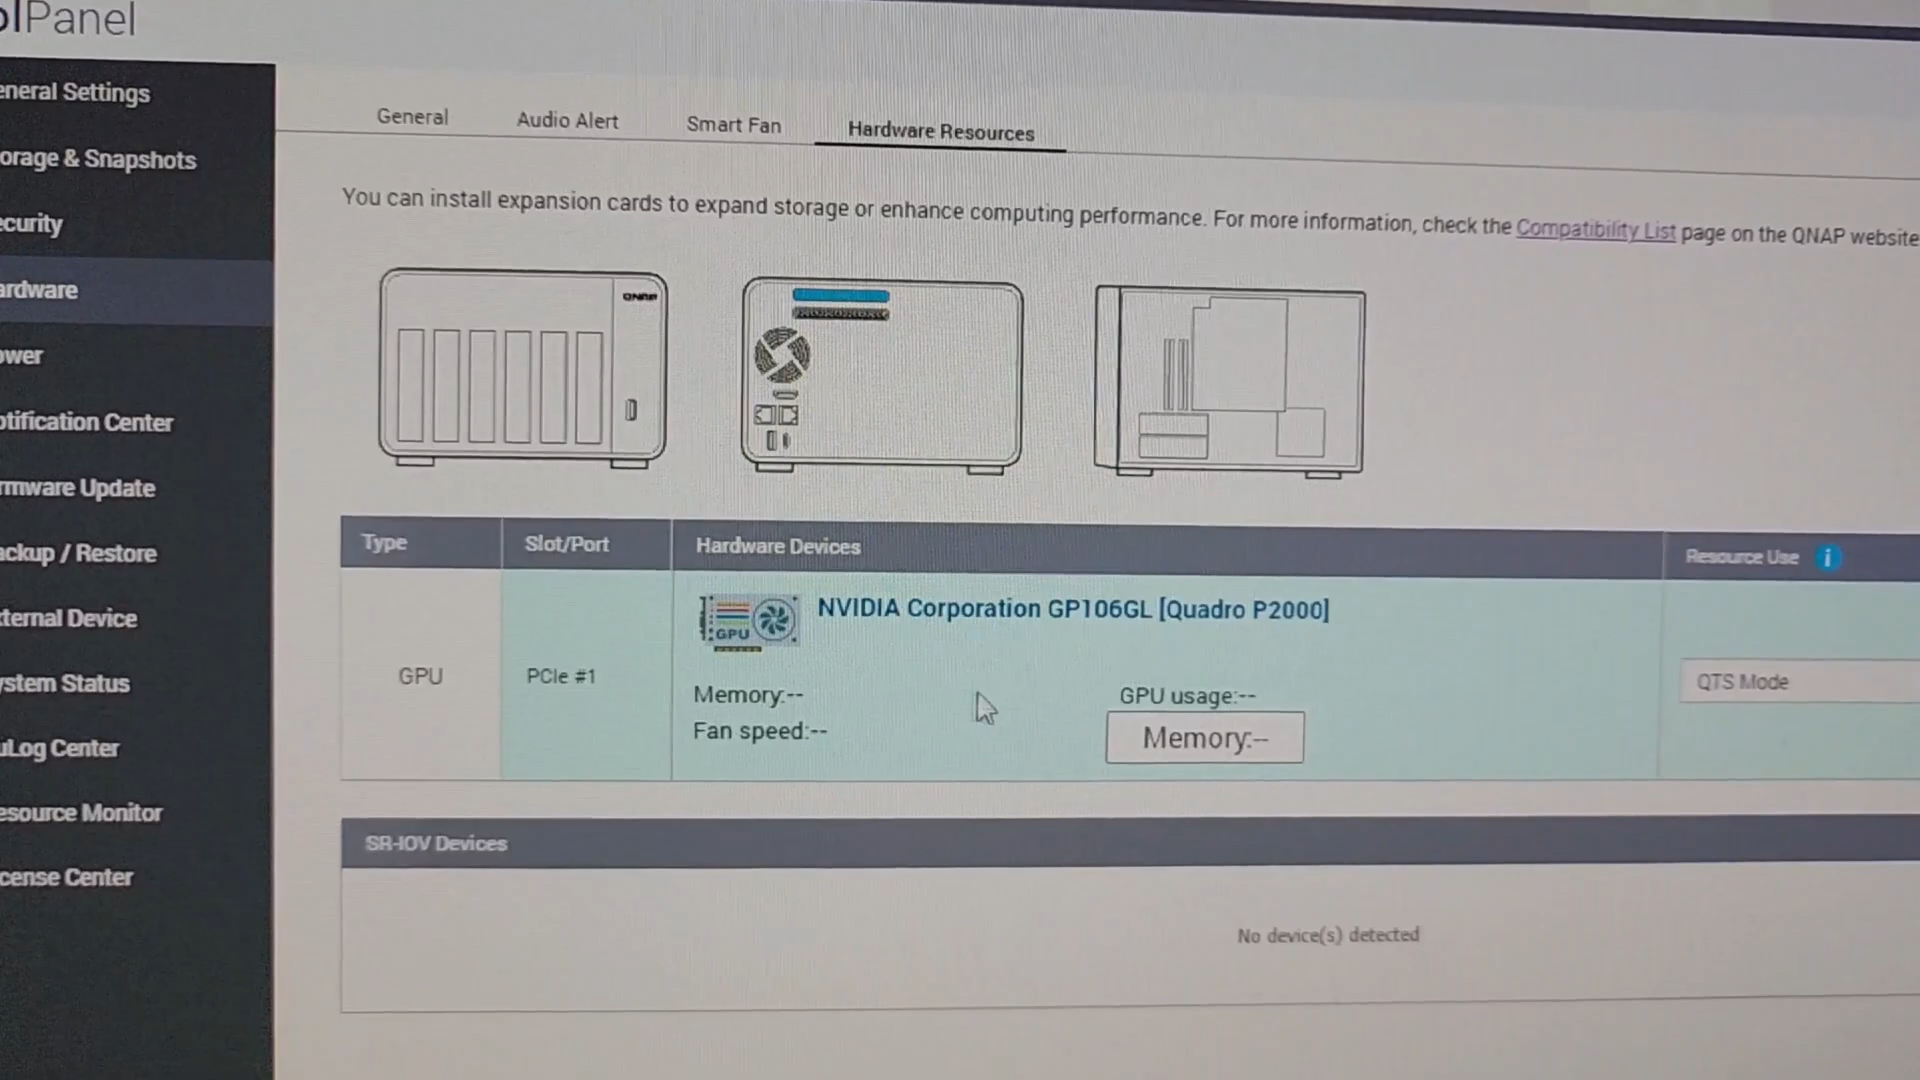 olPanel
eneral Settings
orage & Snapshots
ecurity
ardware
ower
otification Center
rmware Update
ackup / Restore
ternal Device
ystem Status
uLog Center
esource Monitor
cense Center
General Audio Alert Smart Fan Hardware Resources
You can install expansion cards to expand storage or enhance computing performance. For more information, check the Compatibility List page on the QNAP website
QNAP
Type Slot/Port Hardware Devices Resource Use i
GPU
NVIDIA Corporation GP106GL [Quadro P2000]
GPU PCIe #1 QTS Mode
Memory:-- GPU usage:--
Fan speed:-- Memory:--
SR-IOV Devices
No device(s) detected